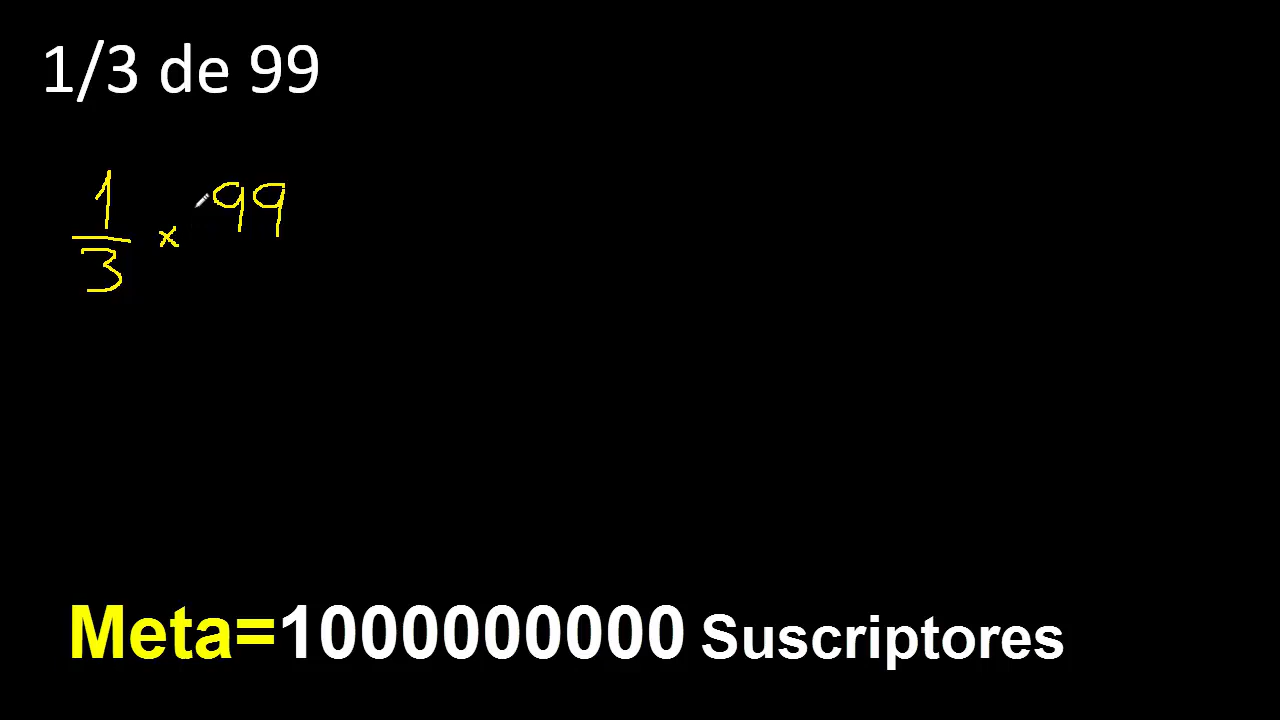 1/3 de 99
1/3 × 99
Meta=1000000000 Suscriptores